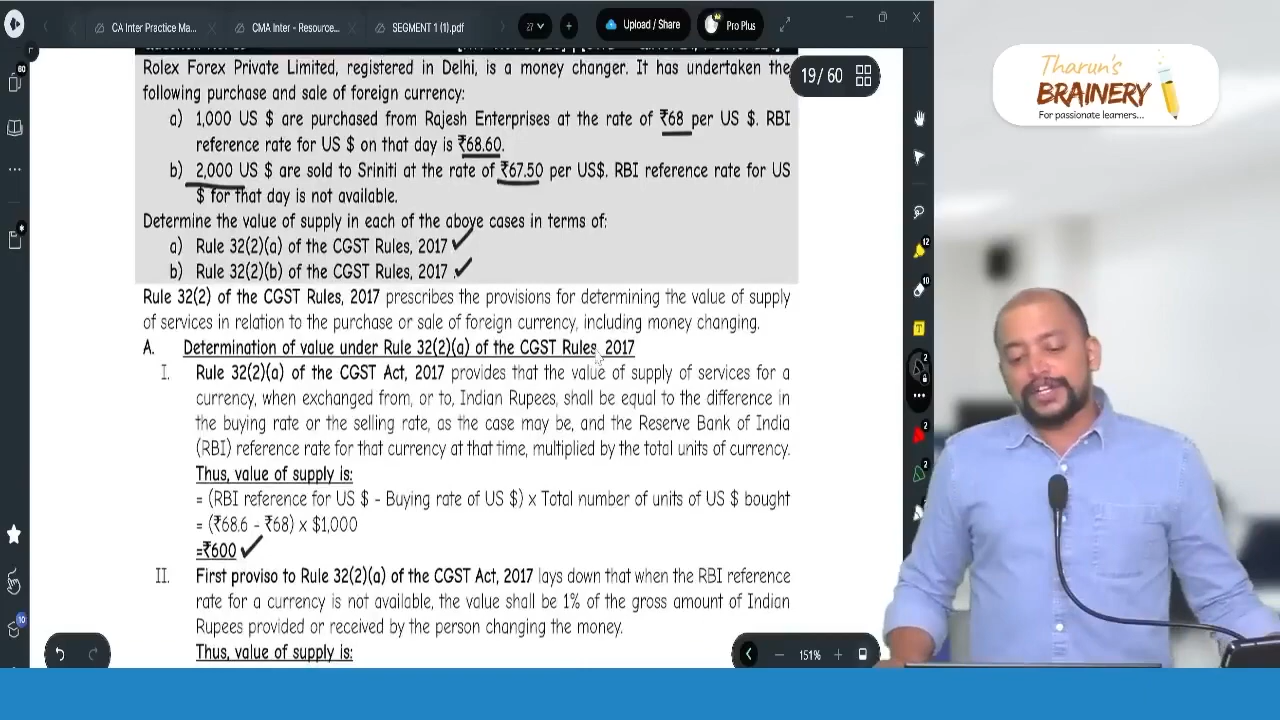 CA Inter Practice Ma...
CMA Inter - Resource...
SEGMENT 1 (1).pdf
27
Upload / Share
Pro Plus
19/60
Rolex Forex Private Limited, registered in Delhi, is a money changer. It has undertaken the
following purchase and sale of foreign currency:
a) 1,000 US $ are purchased from Rajesh Enterprises at the rate of ₹68 per US $. RBI
reference rate for US $ on that day is ₹68.60.
b) 2,000 US $ are sold to Sriniti at the rate of ₹67.50 per US$. RBI reference rate for US
$ for that day is not available.
Determine the value of supply in each of the above cases in terms of:
a) Rule 32(2)(a) of the CGST Rules, 2017
b) Rule 32(2)(b) of the CGST Rules, 2017
Rule 32(2) of the CGST Rules, 2017 prescribes the provisions for determining the value of supply
of services in relation to the purchase or sale of foreign currency, including money changing.
A. Determination of value under Rule 32(2)(a) of the CGST Rules, 2017
I. Rule 32(2)(a) of the CGST Act, 2017 provides that the value of supply of services for a
currency, when exchanged from, or to, Indian Rupees, shall be equal to the difference in
the buying rate or the selling rate, as the case may be, and the Reserve Bank of India
(RBI) reference rate for that currency at that time, multiplied by the total units of currency.
Thus, value of supply is:
= (RBI reference for US $ - Buying rate of US $) x Total number of units of US $ bought
= (₹68.6 - ₹68) x $1,000
=₹600
II. First proviso to Rule 32(2)(a) of the CGST Act, 2017 lays down that when the RBI reference
rate for a currency is not available, the value shall be 1% of the gross amount of Indian
Rupees provided or received by the person changing the money.
Thus, value of supply is:
151%
Tharun's
BRAINERY
For passionate learners...
80
12
10
T
2
2
2
10